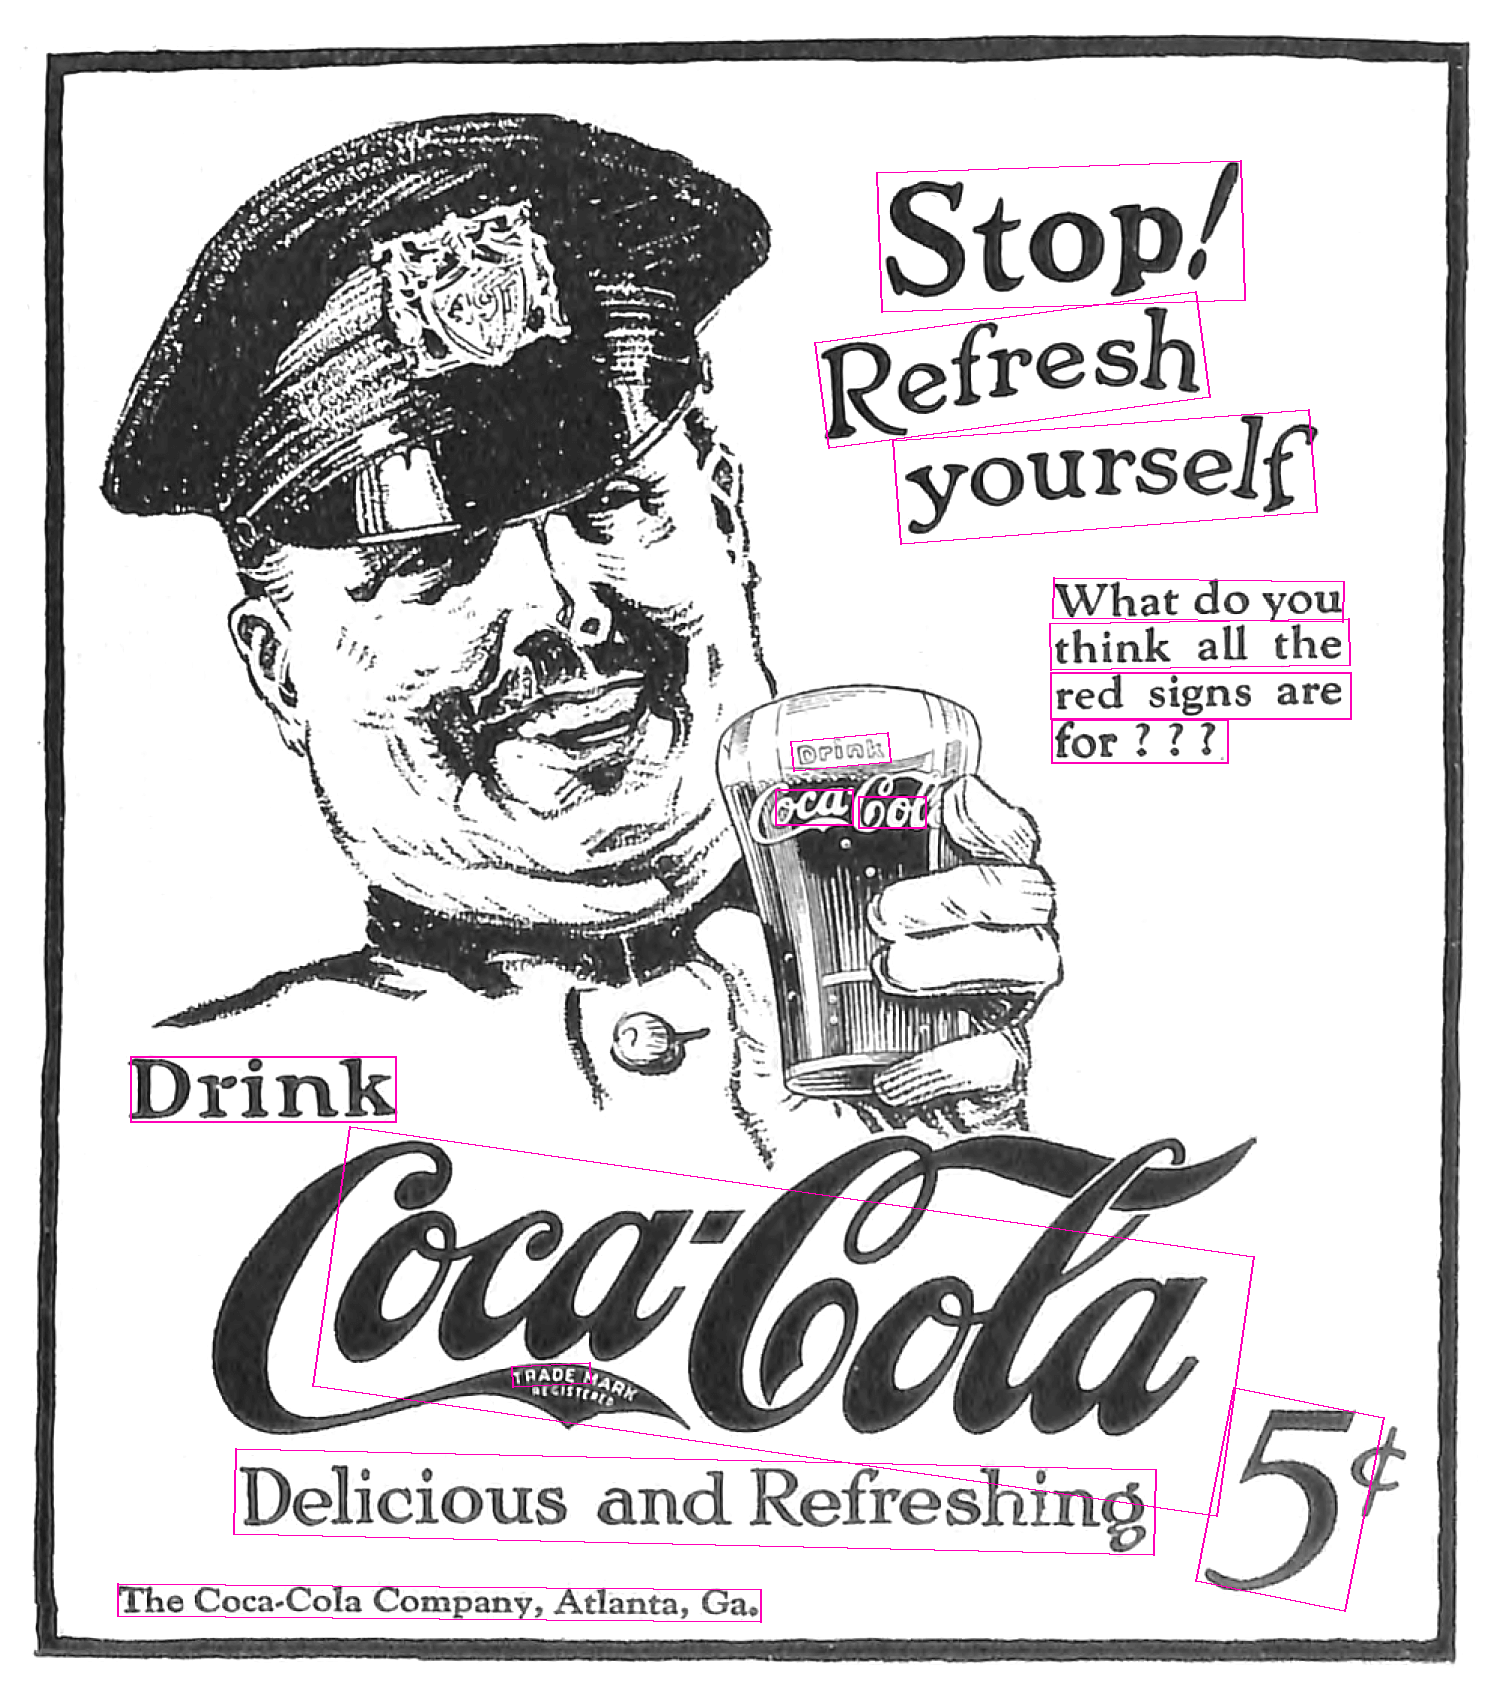 Stop!
Refresh
yourself
What do you
think all the
red signs are
for ? ? ?
Drink
Coca Cola
Drink
Coca-Cola
TRADE MARK
REGISTERED
5¢
Delicious and Refreshing
The Coca-Cola Company, Atlanta, Ga.